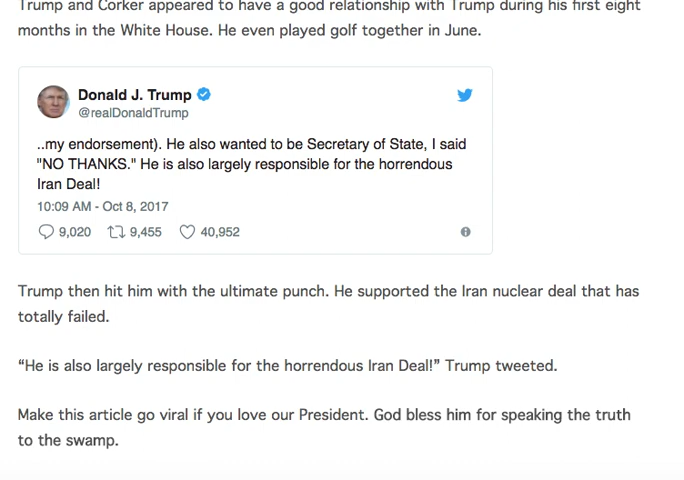 Trump and Corker appeared to have a good relationship with Trump during his first eight
months in the White House. He even played golf together in June.
Donald J. Trump
@realDonaldTrump
..my endorsement). He also wanted to be Secretary of State, I said
"NO THANKS." He is also largely responsible for the horrendous
Iran Deal!
10:09 AM - Oct 8, 2017
9,020 9,455 40,952
Trump then hit him with the ultimate punch. He supported the Iran nuclear deal that has
totally failed.
“He is also largely responsible for the horrendous Iran Deal!” Trump tweeted.
Make this article go viral if you love our President. God bless him for speaking the truth
to the swamp.